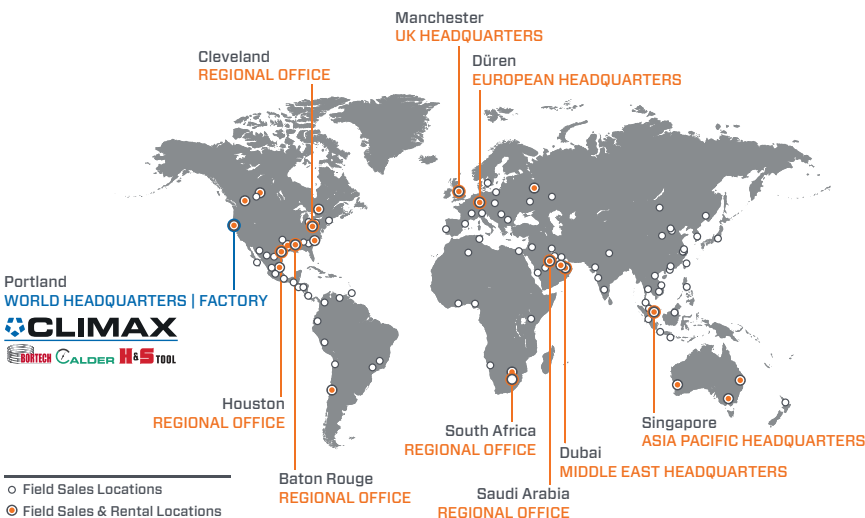 Manchester
UK HEADQUARTERS
Cleveland
REGIONAL OFFICE
Düren
EUROPEAN HEADQUARTERS
Portland
WORLD HEADQUARTERS | FACTORY
CLIMAX
BORTECH CALDER H&S TOOL
Houston
REGIONAL OFFICE
South Africa
REGIONAL OFFICE
Singapore
ASIA PACIFIC HEADQUARTERS
Dubai
MIDDLE EAST HEADQUARTERS
Baton Rouge
REGIONAL OFFICE
Saudi Arabia
REGIONAL OFFICE
Field Sales Locations
Field Sales & Rental Locations